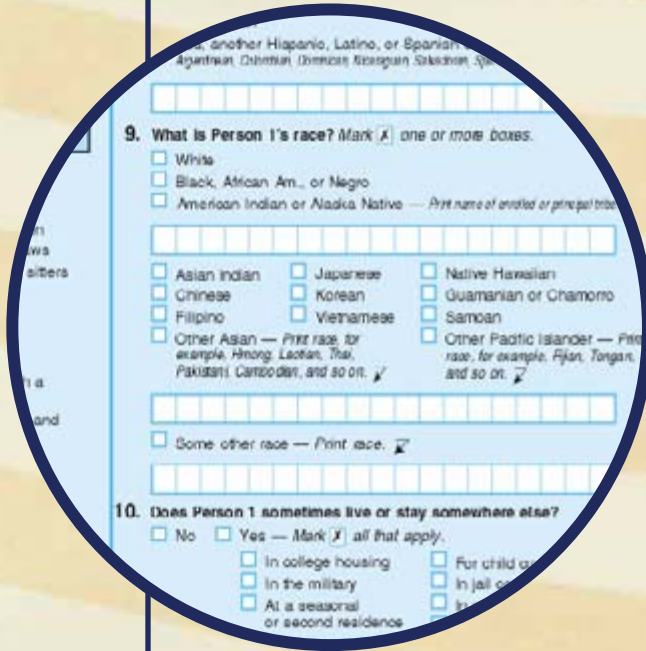 another Hispanic, Latino, or Spanish
Argentinean, Colombian, Dominican, Nicaraguan, Salvadoran,
9. What is Person 1's race? Mark X one or more boxes.
White
Black, African Am., or Negro
American Indian or Alaska Native — Print name of enrolled or principal tribe
Asian Indian Japanese Native Hawaiian
Chinese Korean Guamanian or Chamorro
Filipino Vietnamese Samoan
Other Asian — Print race, for Other Pacific Islander — Print
example, Hmong, Laotian, Thai, race, for example, Fijian, Tongan,
Pakistani, Cambodian, and so on. and so on.
Some other race — Print race.
10. Does Person 1 sometimes live or stay somewhere else?
No Yes — Mark X all that apply.
In college housing For child
In the military In jail
At a seasonal In
or second residence
sitters
a
and